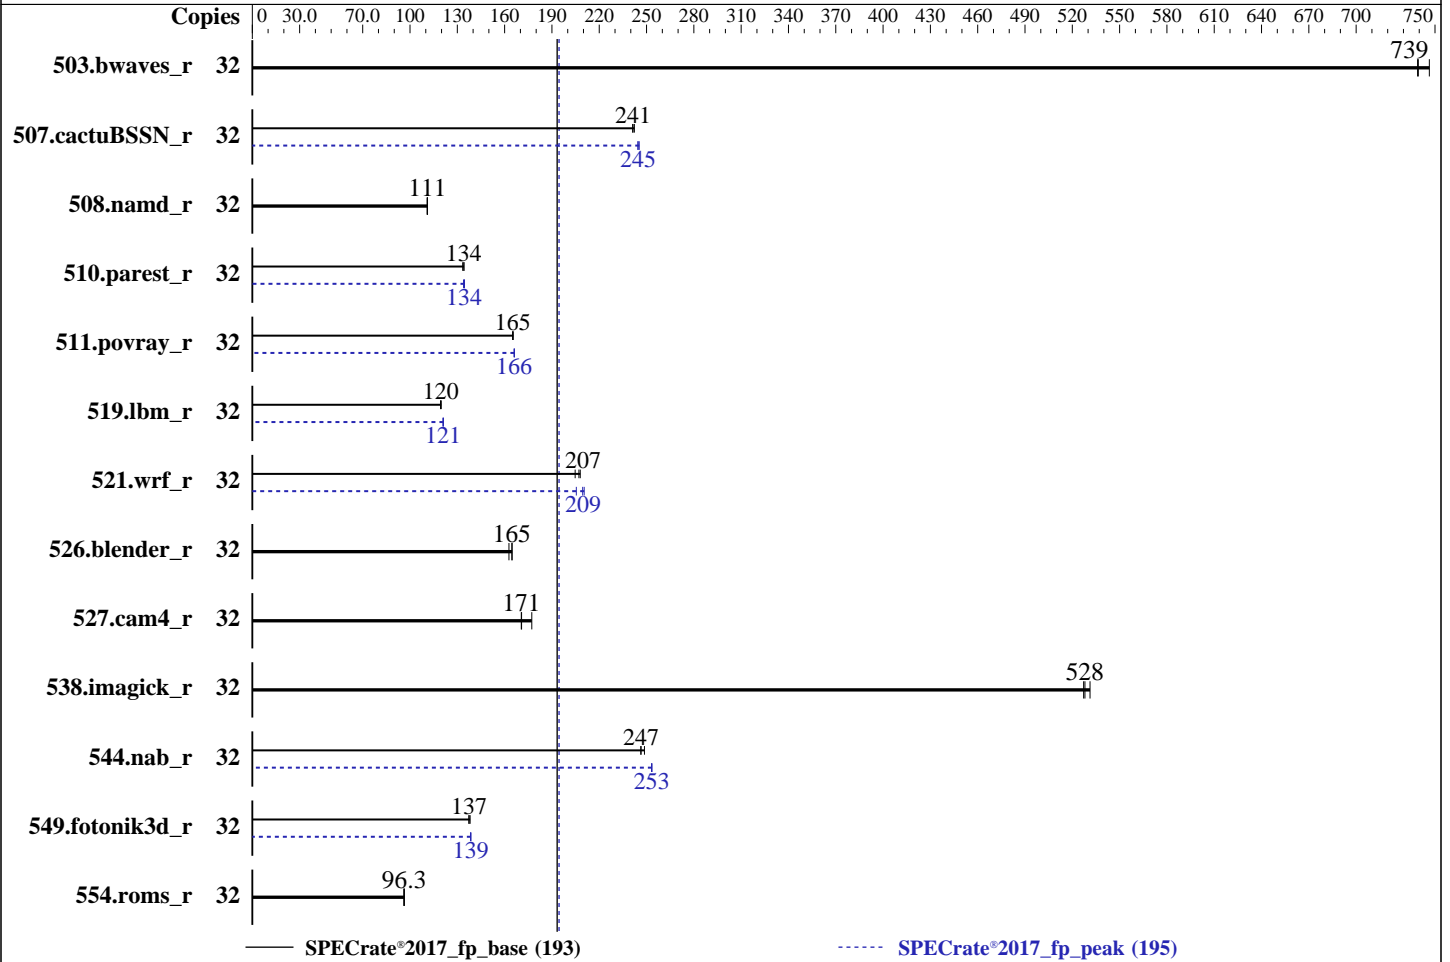 Copies 0 30.0 70.0 100 130 160 190 220 250 280 310 340 370 400 430 460 490 520 550 580 610 640 670 700 750
503.bwaves_r 32 739
507.cactuBSSN_r 32 241
245
508.namd_r 32 111
510.parest_r 32 134
134
511.povray_r 32 165
166
519.lbm_r 32 120
121
521.wrf_r 32 207
209
526.blender_r 32 165
527.cam4_r 32 171
538.imagick_r 32 528
544.nab_r 32 247
253
549.fotonik3d_r 32 137
139
554.roms_r 32 96.3
SPECrate®2017_fp_base (193) SPECrate®2017_fp_peak (195)